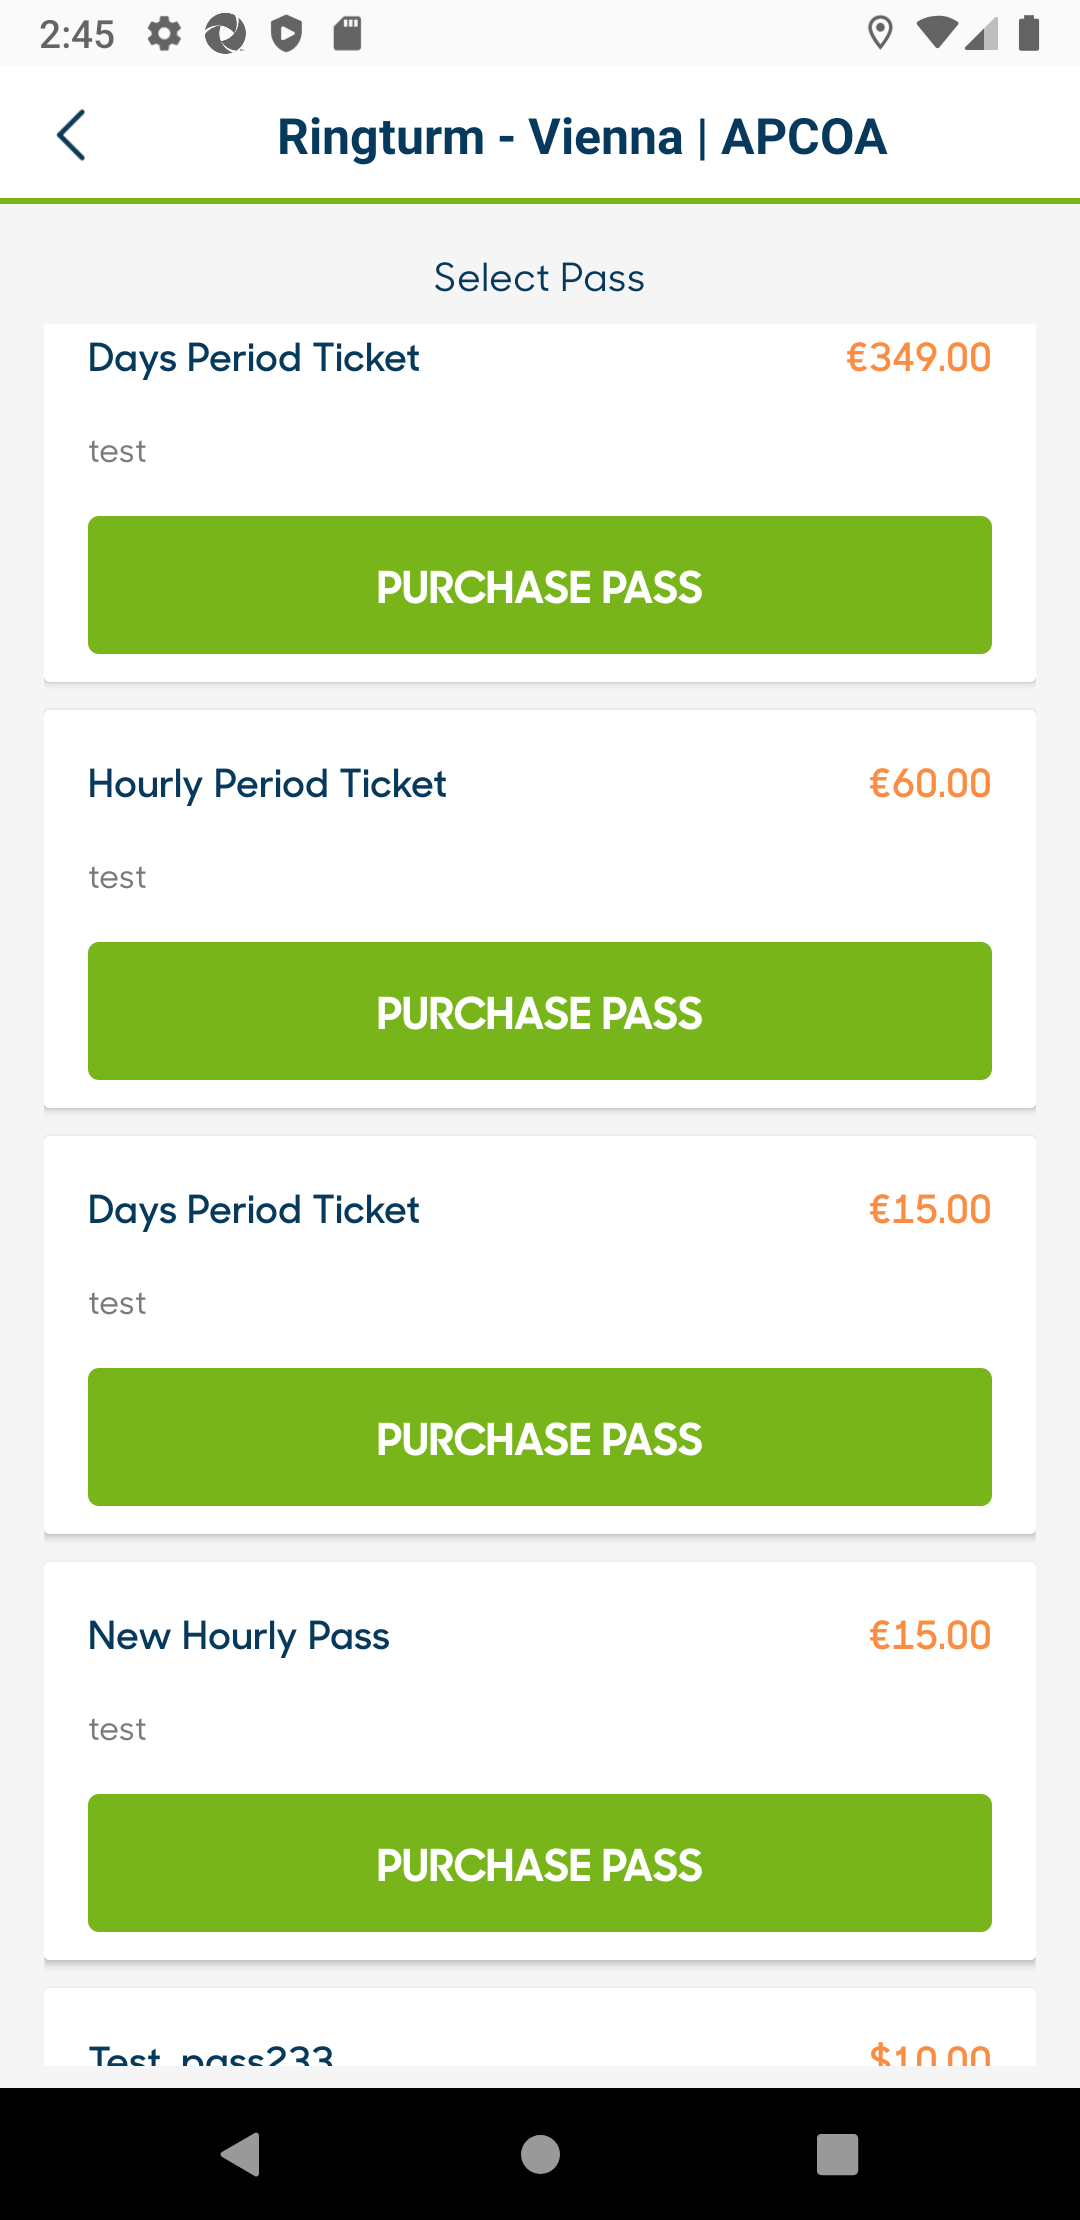 2:45
Ringturm - Vienna | APCOA
Select Pass
Days Period Ticket €349.00
test
PURCHASE PASS
Hourly Period Ticket €60.00
test
PURCHASE PASS
Days Period Ticket €15.00
test
PURCHASE PASS
New Hourly Pass €15.00
test
PURCHASE PASS
Test pass233 $10.00